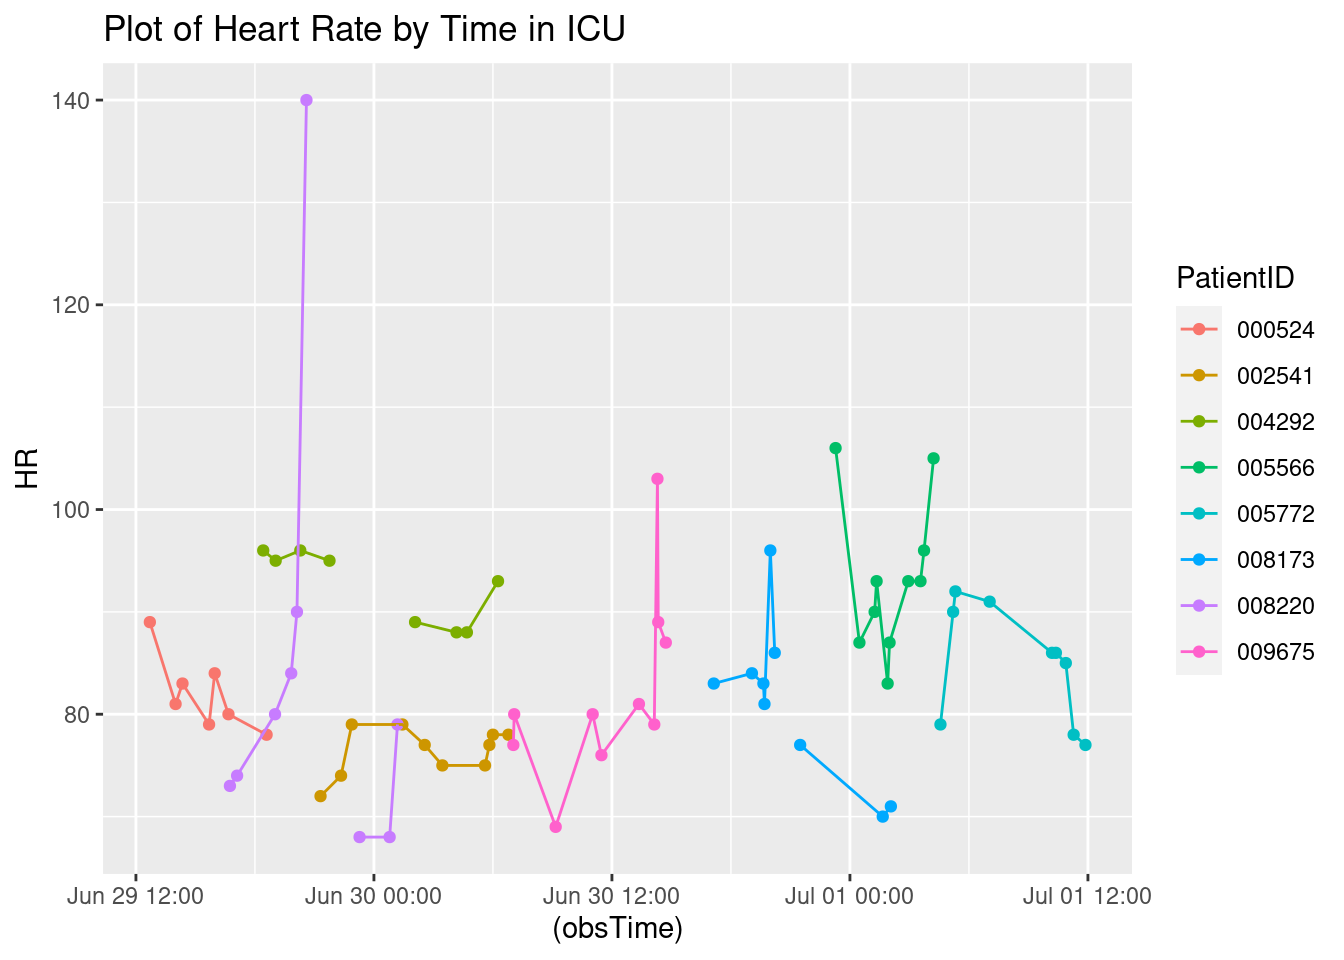 Plot of Heart Rate by Time in ICU
140
120
100
80
HR
Jun 29 12:00
Jun 30 00:00
Jun 30 12:00
Jul 01 00:00
Jul 01 12:00
(obsTime)
PatientID
000524
002541
004292
005566
005772
008173
008220
009675